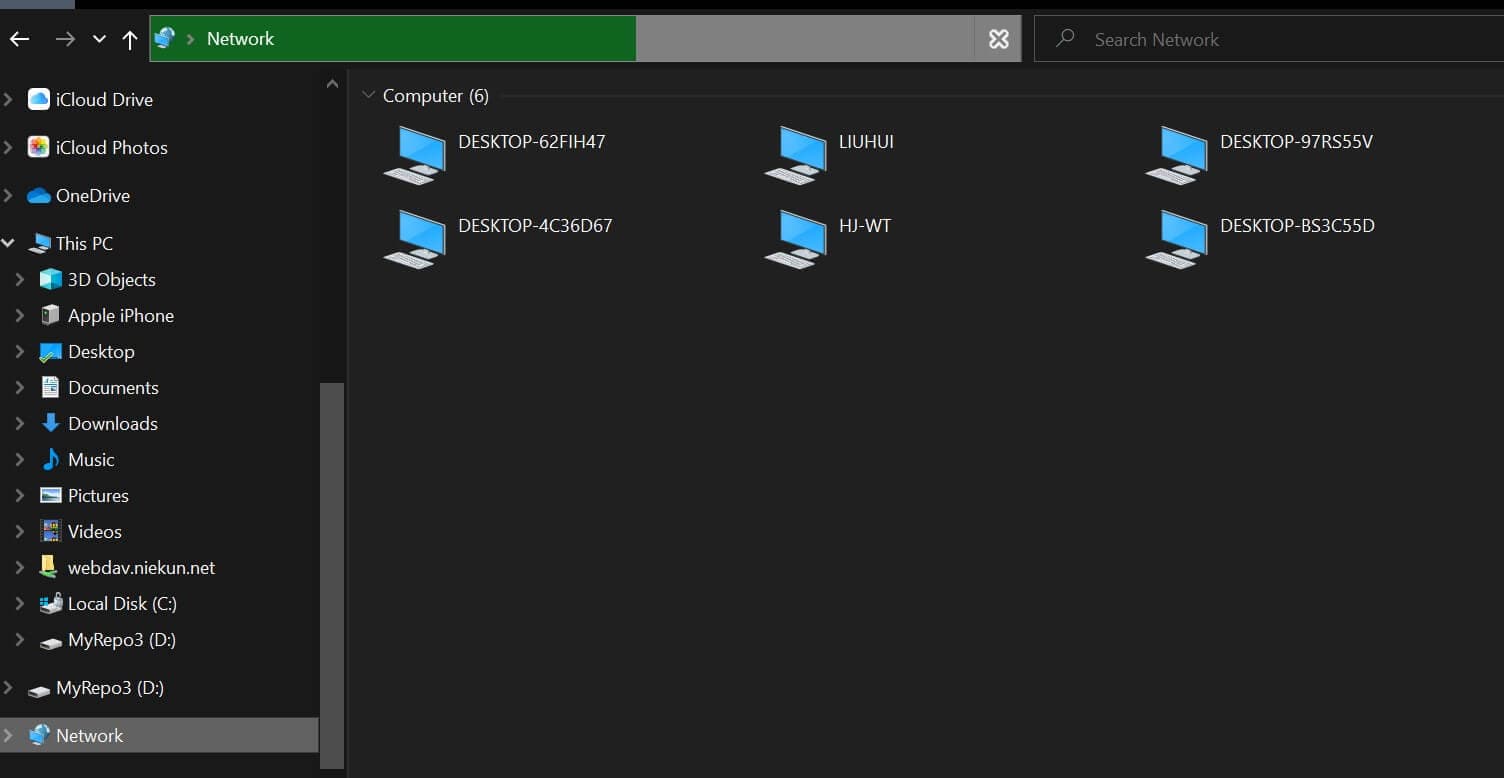 Network
Search Network
iCloud Drive
iCloud Photos
OneDrive
This PC
3D Objects
Apple iPhone
Desktop
Documents
Downloads
Music
Pictures
Videos
webdav.niekun.net
Local Disk (C:)
MyRepo3 (D:)
MyRepo3 (D:)
Network
Computer (6)
DESKTOP-62FIH47
LIUHUI
DESKTOP-97RS55V
DESKTOP-4C36D67
HJ-WT
DESKTOP-BS3C55D